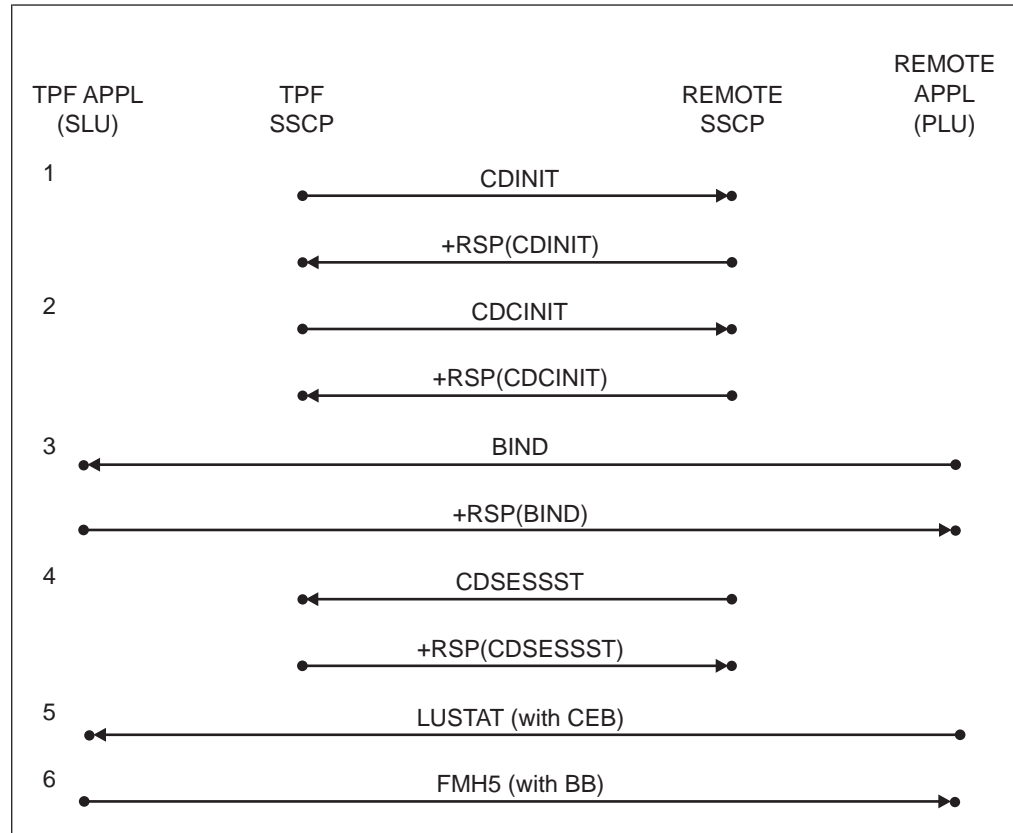 REMOTE
TPF APPL TPF REMOTE APPL
(SLU) SSCP SSCP (PLU)
1
CDINIT
+RSP(CDINIT)
2
CDCINIT
+RSP(CDCINIT)
3
BIND
+RSP(BIND)
4
CDSESSST
+RSP(CDSESSST)
5
LUSTAT (with CEB)
6
FMH5 (with BB)